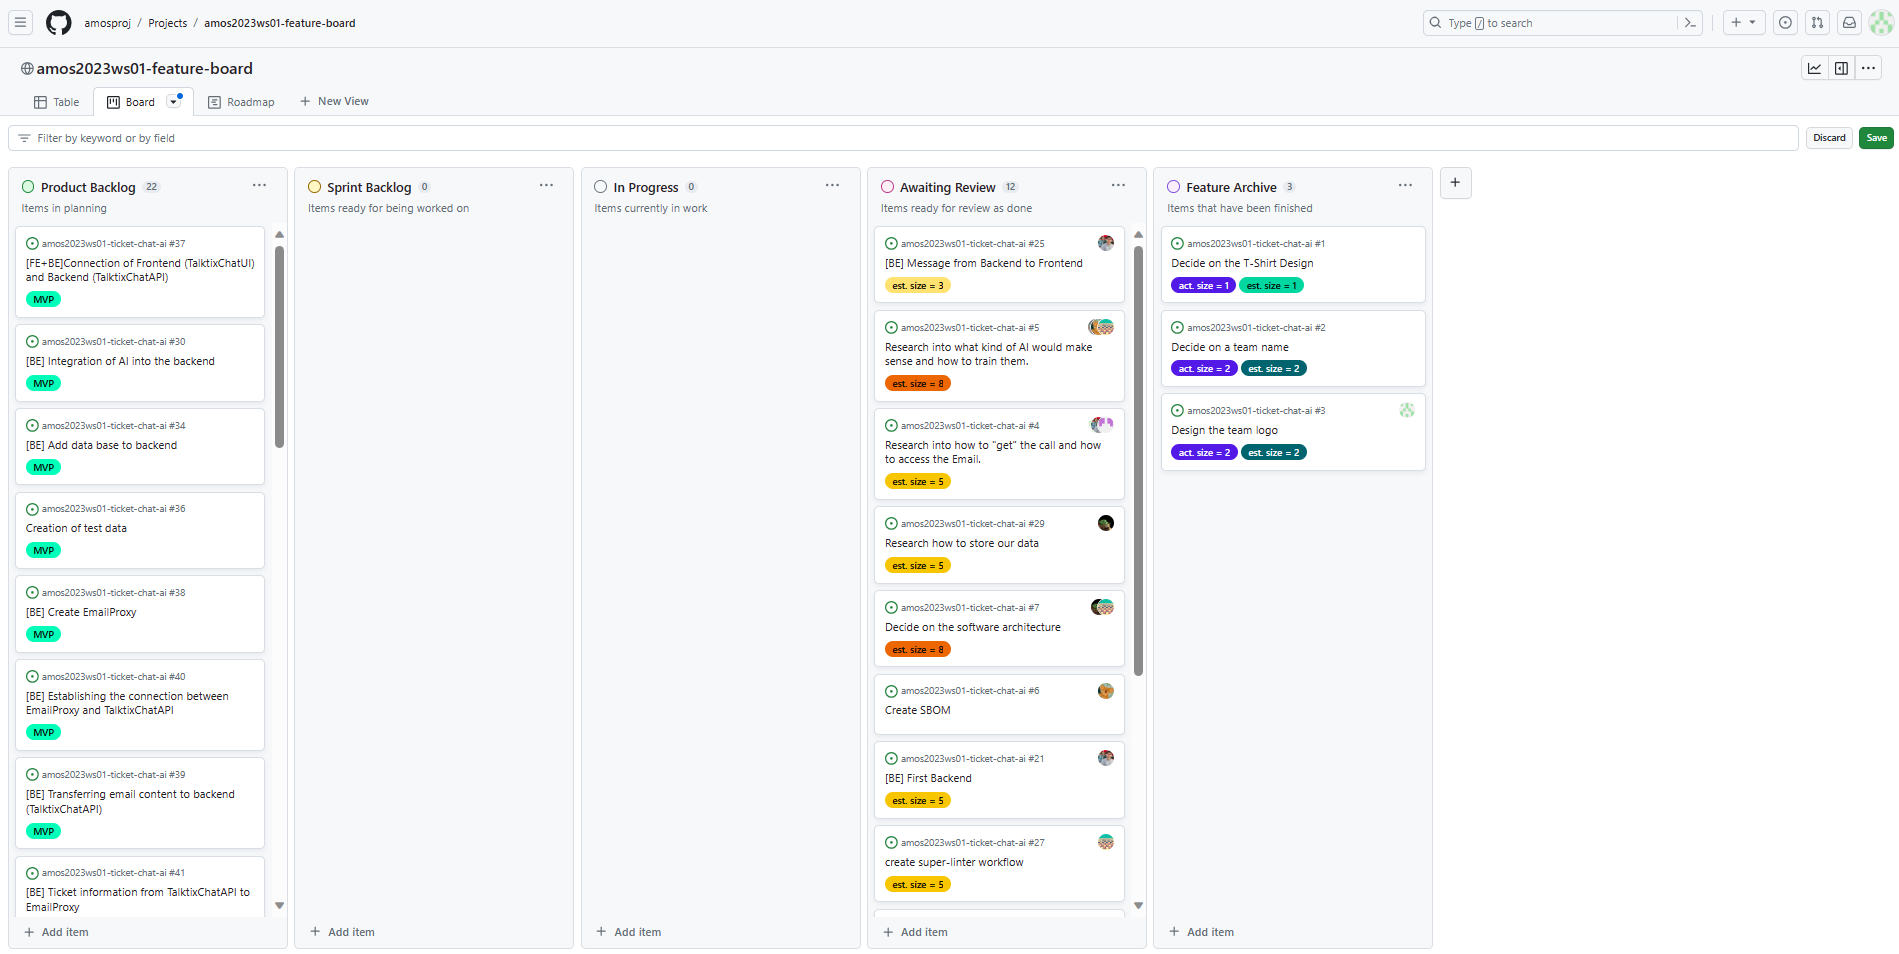 amosproj / Projects / amos2023ws01-feature-board
Type / to search
amos2023ws01-feature-board
Table
Board
Roadmap
New View
Filter by keyword or by field
Discard
Save
Product Backlog 22
Items in planning
amos2023ws01-ticket-chat-ai #37
[FE+BE]Connection of Frontend (TalktixChatUI)
and Backend (TalktixChatAPI)
MVP
amos2023ws01-ticket-chat-ai #30
[BE] Integration of AI into the backend
MVP
amos2023ws01-ticket-chat-ai #34
[BE] Add data base to backend
MVP
amos2023ws01-ticket-chat-ai #36
Creation of test data
MVP
amos2023ws01-ticket-chat-ai #38
[BE] Create EmailProxy
MVP
amos2023ws01-ticket-chat-ai #40
[BE] Establishing the connection between
EmailProxy and TalktixChatAPI
MVP
amos2023ws01-ticket-chat-ai #39
[BE] Transferring email content to backend
(TalktixChatAPI)
MVP
amos2023ws01-ticket-chat-ai #41
[BE] Ticket information from TalktixChatAPI to
EmailProxy
Add item
Sprint Backlog 0
Items ready for being worked on
Add item
In Progress 0
Items currently in work
Add item
Awaiting Review 12
Items ready for review as done
amos2023ws01-ticket-chat-ai #25
[BE] Message from Backend to Frontend
est. size = 3
amos2023ws01-ticket-chat-ai #5
Research into what kind of AI would make
sense and how to train them.
est. size = 8
amos2023ws01-ticket-chat-ai #4
Research into how to "get" the call and how
to access the Email.
est. size = 5
amos2023ws01-ticket-chat-ai #29
Research how to store our data
est. size = 5
amos2023ws01-ticket-chat-ai #7
Decide on the software architecture
est. size = 8
amos2023ws01-ticket-chat-ai #6
Create SBOM
amos2023ws01-ticket-chat-ai #21
[BE] First Backend
est. size = 5
amos2023ws01-ticket-chat-ai #27
create super-linter workflow
est. size = 5
Add item
Feature Archive 3
Items that have been finished
amos2023ws01-ticket-chat-ai #1
Decide on the T-Shirt Design
act. size = 1 est. size = 1
amos2023ws01-ticket-chat-ai #2
Decide on a team name
act. size = 2 est. size = 2
amos2023ws01-ticket-chat-ai #3
Design the team logo
act. size = 2 est. size = 2
Add item